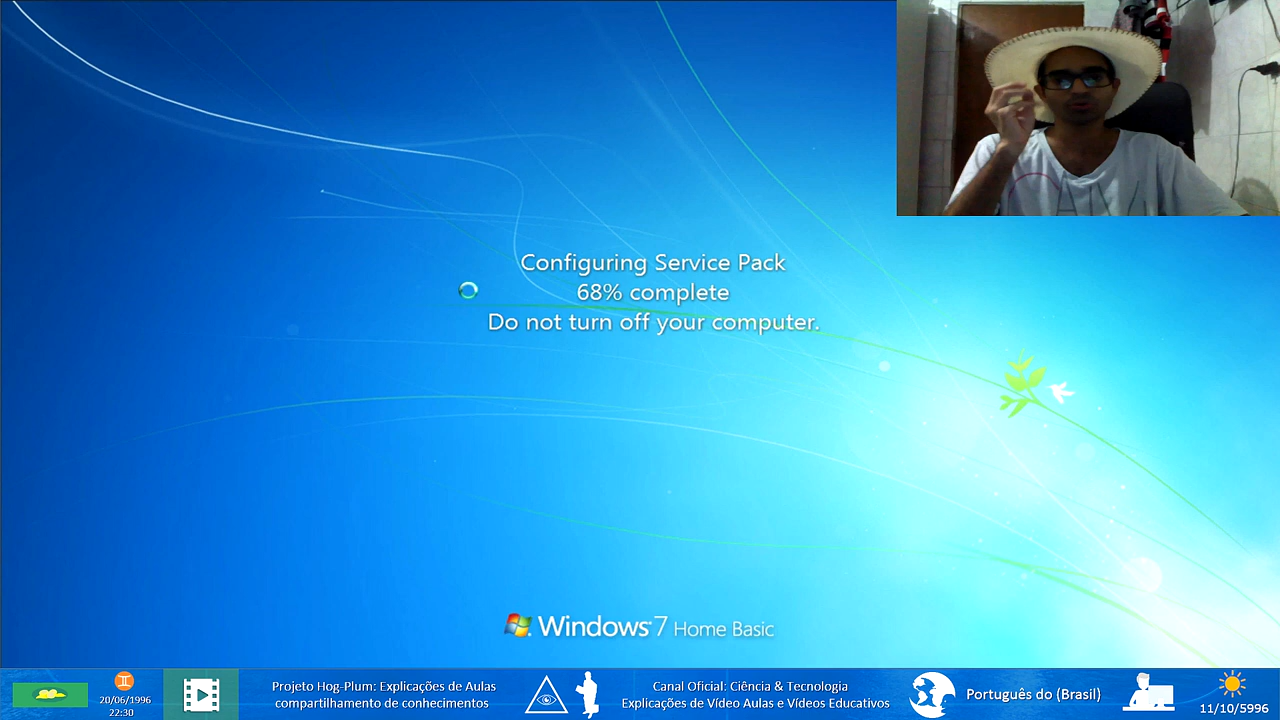 Configuring Service Pack
68% complete
Do not turn off your computer.
Windows 7 Home Basic
20/06/1996
22:30
Projeto Hog-Plum: Explicações de Aulas
compartilhamento de conhecimentos
Canal Oficial: Ciência & Tecnologia
Explicações de Vídeo Aulas e Vídeos Educativos
Português do (Brasil)
11/10/5996